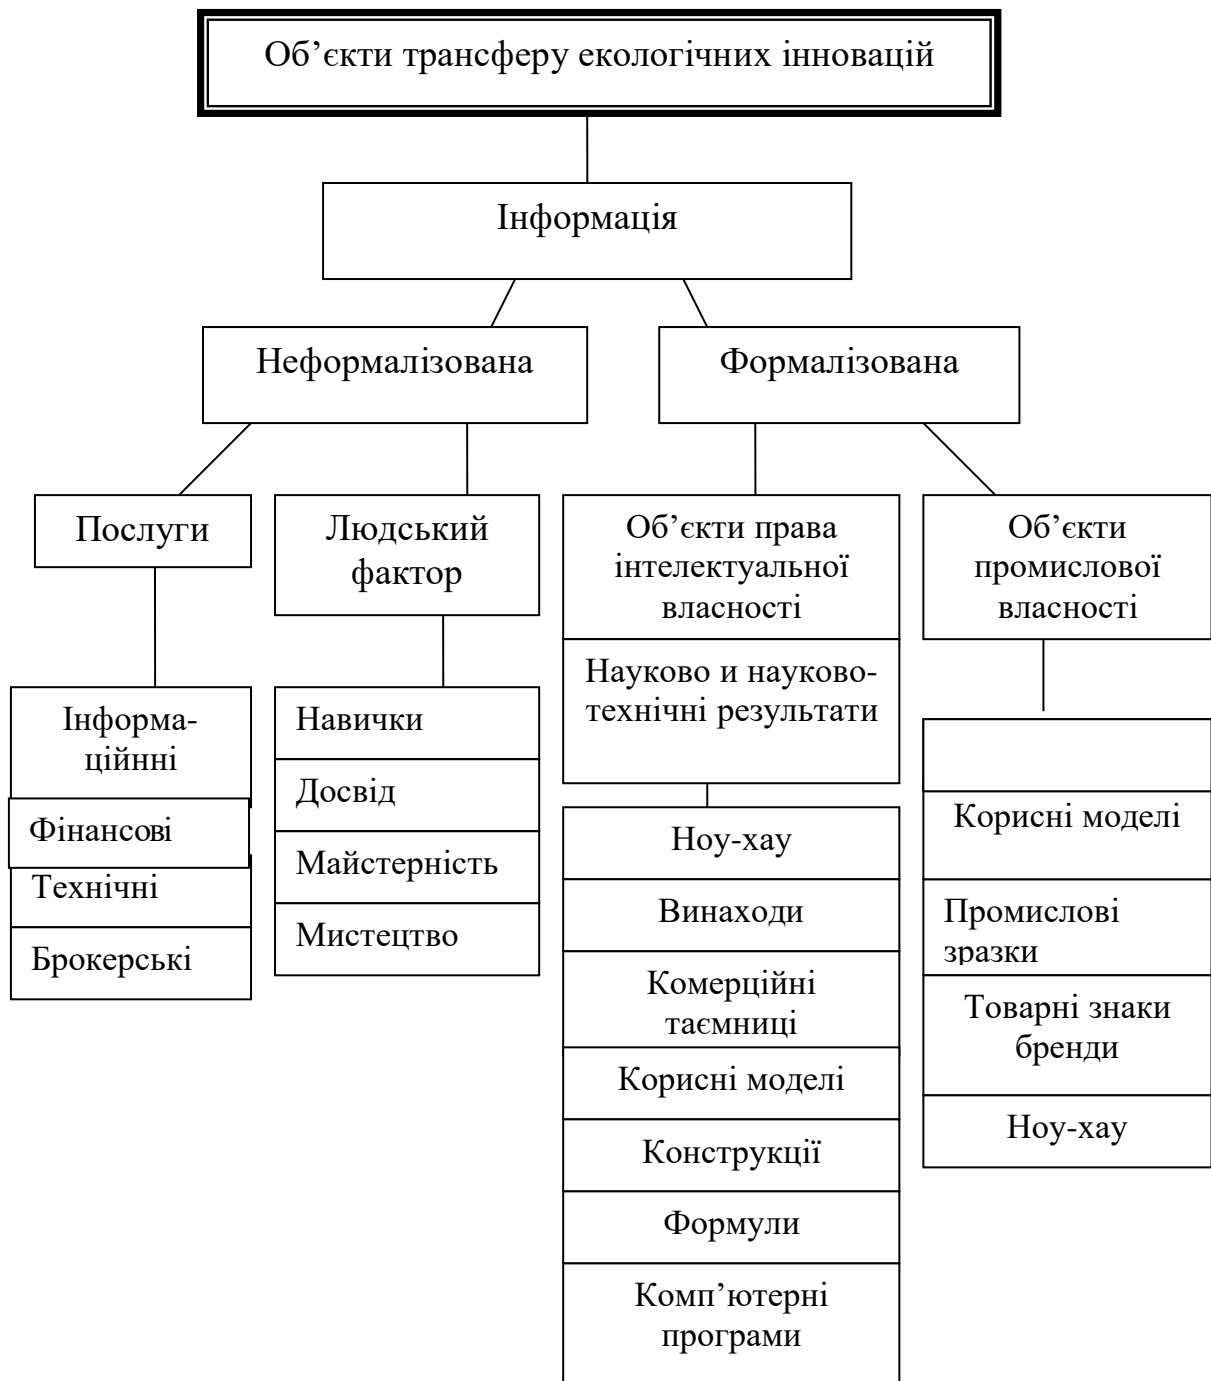 Об’єкти трансферу екологічних інновацій
Інформація
Неформалізована
Формалізована
Послуги
Людський
фактор
Об’єкти права
інтелектуальної
власності
Об’єкти
промислової
власності
Науково и науково-
технічні результати
Інформа-
ційнні
Фінансові
Технічні
Брокерські
Навички
Досвід
Майстерність
Мистецтво
Ноу-хау
Винаходи
Комерційні
таємниці
Корисні моделі
Конструкції
Формули
Комп’ютерні
програми
Корисні моделі
Промислові
зразки
Товарні знаки
бренди
Ноу-хау